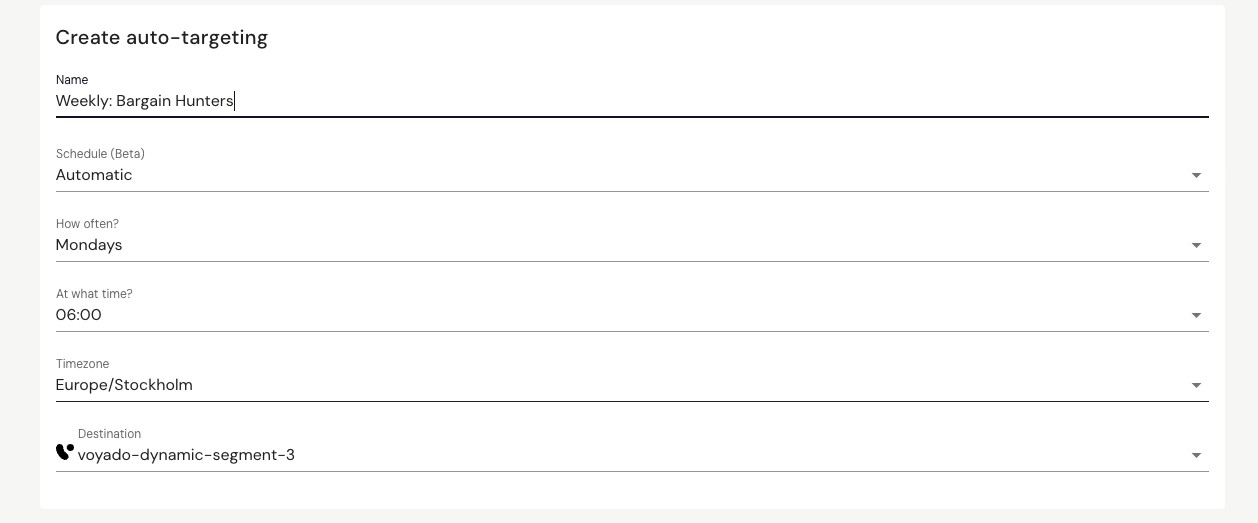 Create auto-targeting
Name
Weekly: Bargain Hunters
Schedule (Beta)
Automatic
How often?
Mondays
At what time?
06:00
Timezone
Europe/Stockholm
Destination
voyado-dynamic-segment-3